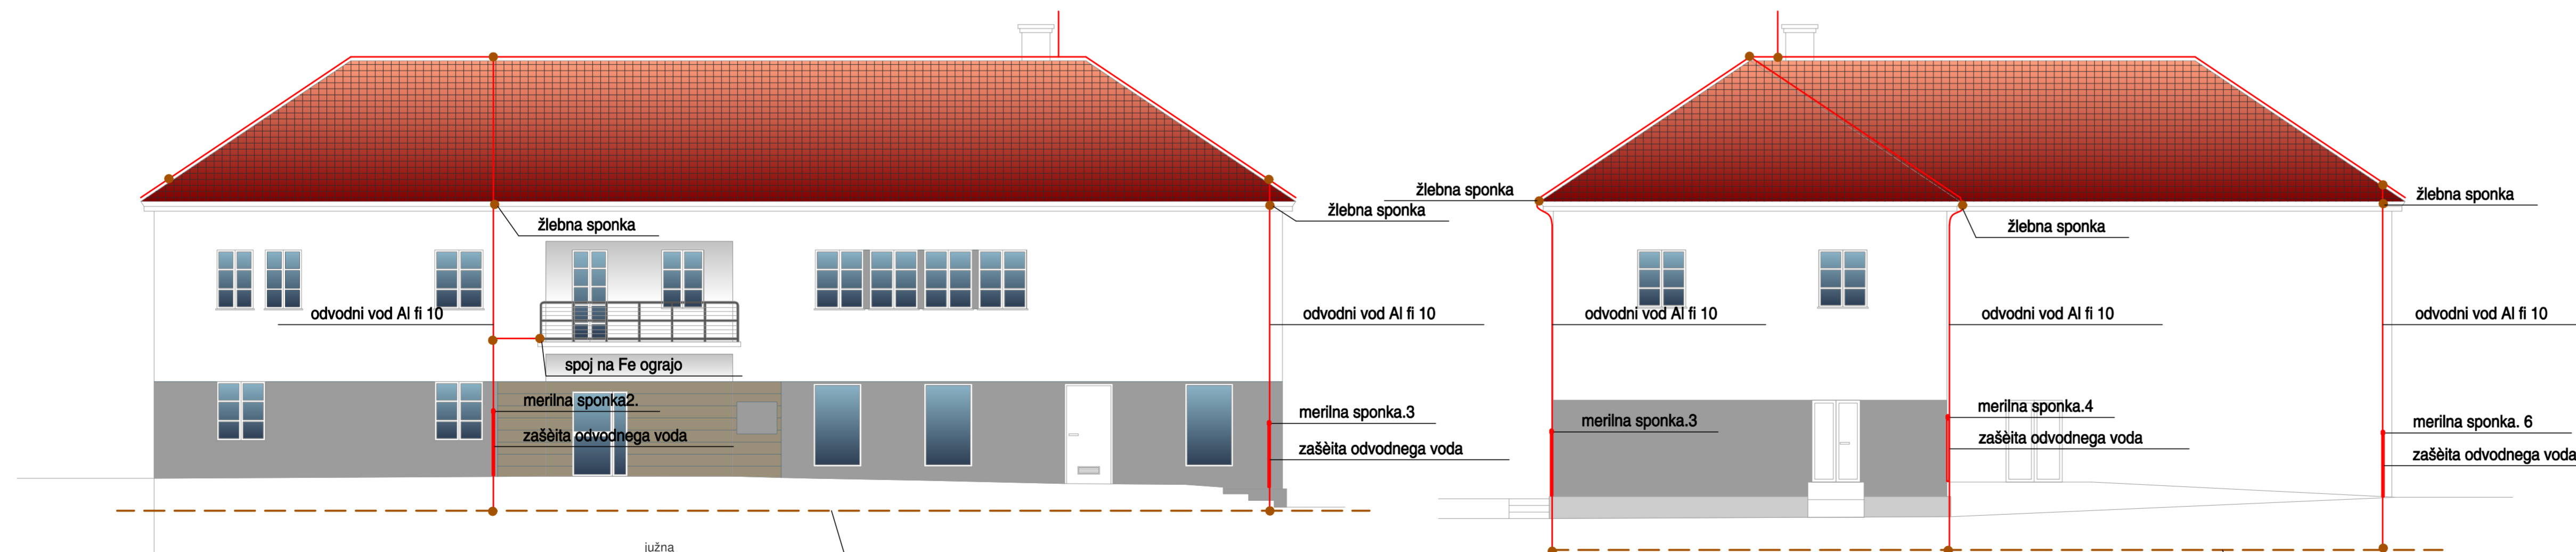 žlebna sponka
žlebna sponka
odvodni vod Al fi 10
odvodni vod Al fi 10
spoj na Fe ograjo
merilna sponka2.
zašèita odvodnega voda
merilna sponka.3
zašèita odvodnega voda
južna
žlebna sponka
žlebna sponka
žlebna sponka
odvodni vod Al fi 10
odvodni vod Al fi 10
odvodni vod Al fi 10
merilna sponka.3
merilna sponka.4
zašèita odvodnega voda
merilna sponka. 6
zašèita odvodnega voda